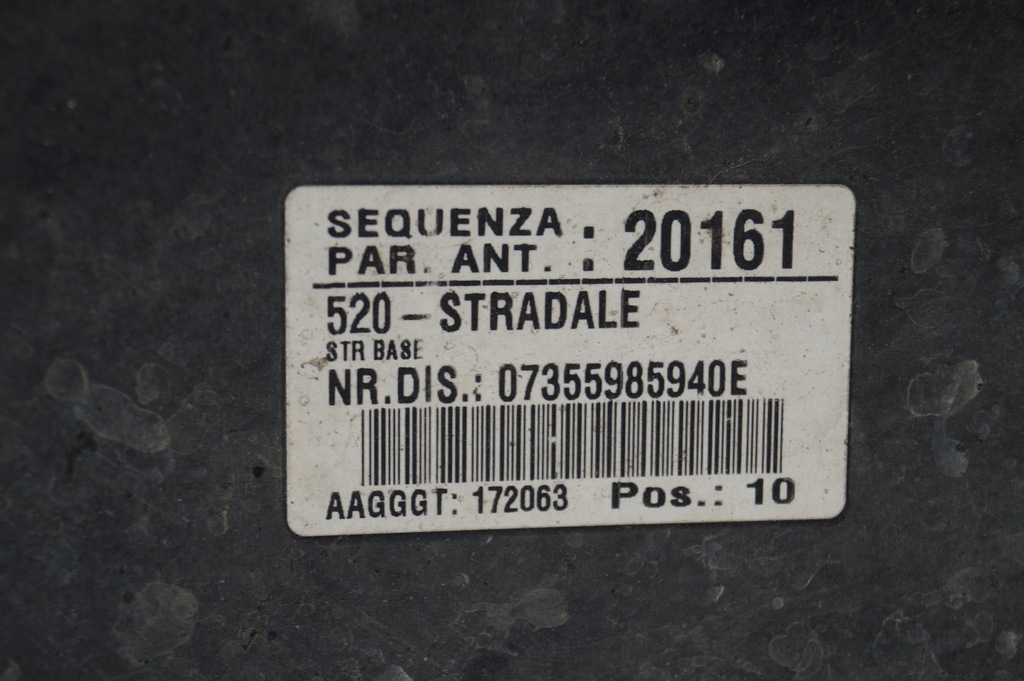 SEQUENZA
PAR. ANT. : 20161
520 - STRADALE
STR BASE
NR.DIS.: 07355985940E
AAGGGT: 172063 Pos.: 10